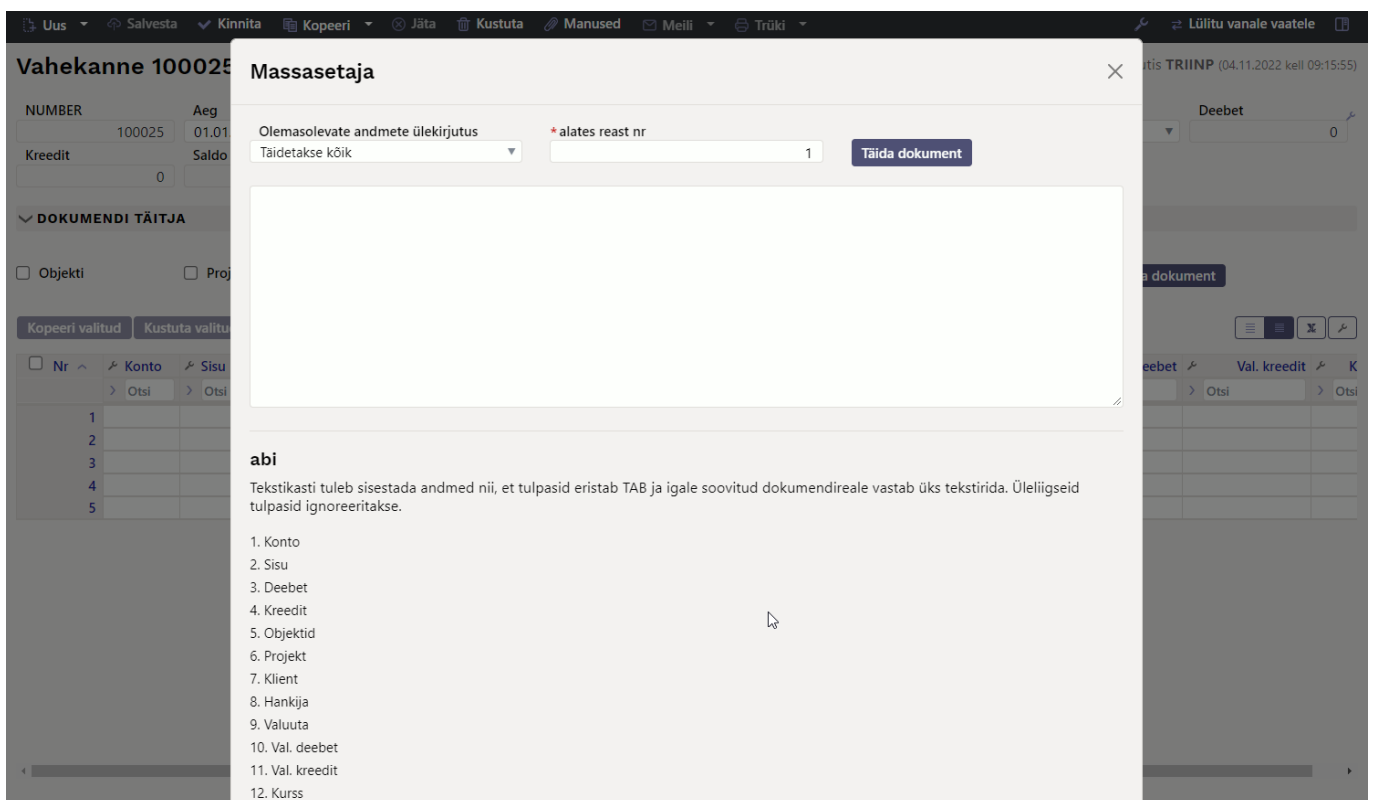 Uus Salvesta Kinnita Kopeeri Jäta Kustuta Manused Meili Trüki Lülitu vanale vaatele
Vahekanne 100025
TRIINP (04.11.2022 kell 09:15:55)
Massasetaja
NUMBER Aeg Deebet
100025 01.01 0
Kreedit Saldo
0
Olemasolevate andmete ülekirjutus * alates reast nr
Täidetakse kõik 1 Täida dokument
DOKUMENDI TÄITJA
Objekti Proj dokument
Kopeeri valitud Kustuta valitu
Nr Konto Sisu eebet Val. kreedit K
Otsi Otsi Otsi Otsi
1
2
3
4
5
abi
Tekstikasti tuleb sisestada andmed nii, et tulpasid eristab TAB ja igale soovitud dokumendireale vastab üks tekstirida. Üleliigseid
tulpasid ignoreeritakse.
1. Konto
2. Sisu
3. Deebet
4. Kreedit
5. Objektid
6. Projekt
7. Klient
8. Hankija
9. Valuuta
10. Val. deebet
11. Val. kreedit
12. Kurss